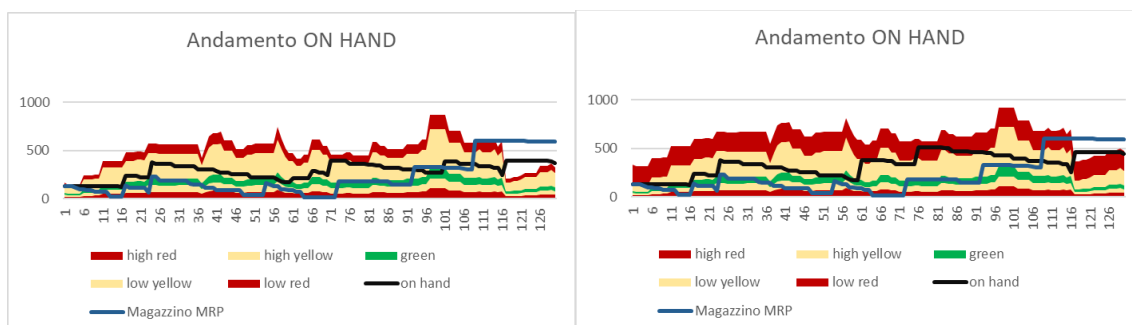 Andamento ON HAND
1000
500
0
1 6 11 16 21 26 31 36 41 46 51 56 61 66 71 76 81 86 91 96 101 106 111 116 121 126
high red high yellow green
low yellow low red on hand
Magazzino MRP
Andamento ON HAND
1000
500
0
1 6 11 16 21 26 31 36 41 46 51 56 61 66 71 76 81 86 91 96 101 106 111 116 121 126
high red high yellow green
low yellow low red on hand
Magazzino MRP